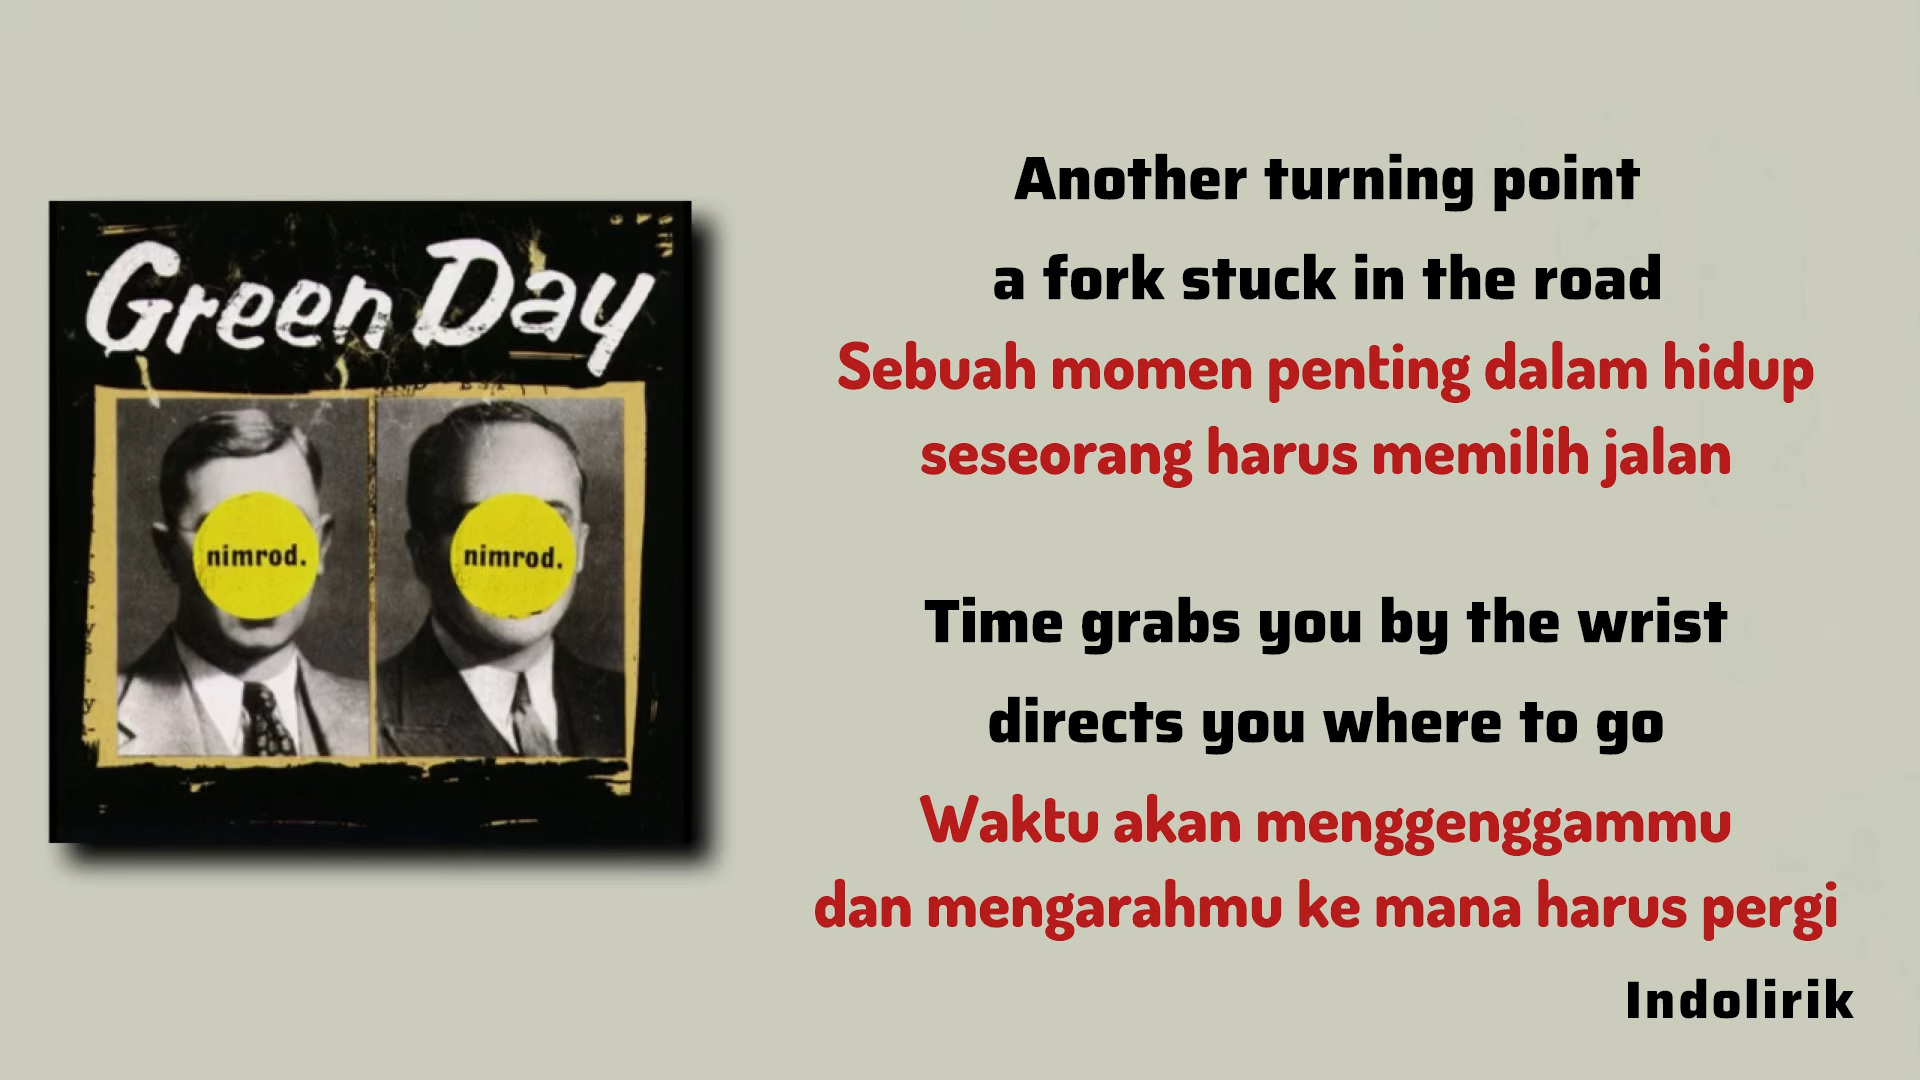 Green Day
nimrod. nimrod.
Another turning point
a fork stuck in the road
Sebuah momen penting dalam hidup
seseorang harus memilih jalan
Time grabs you by the wrist
directs you where to go
Waktu akan menggenggammu
dan mengarahmu ke mana harus pergi
Indolirik